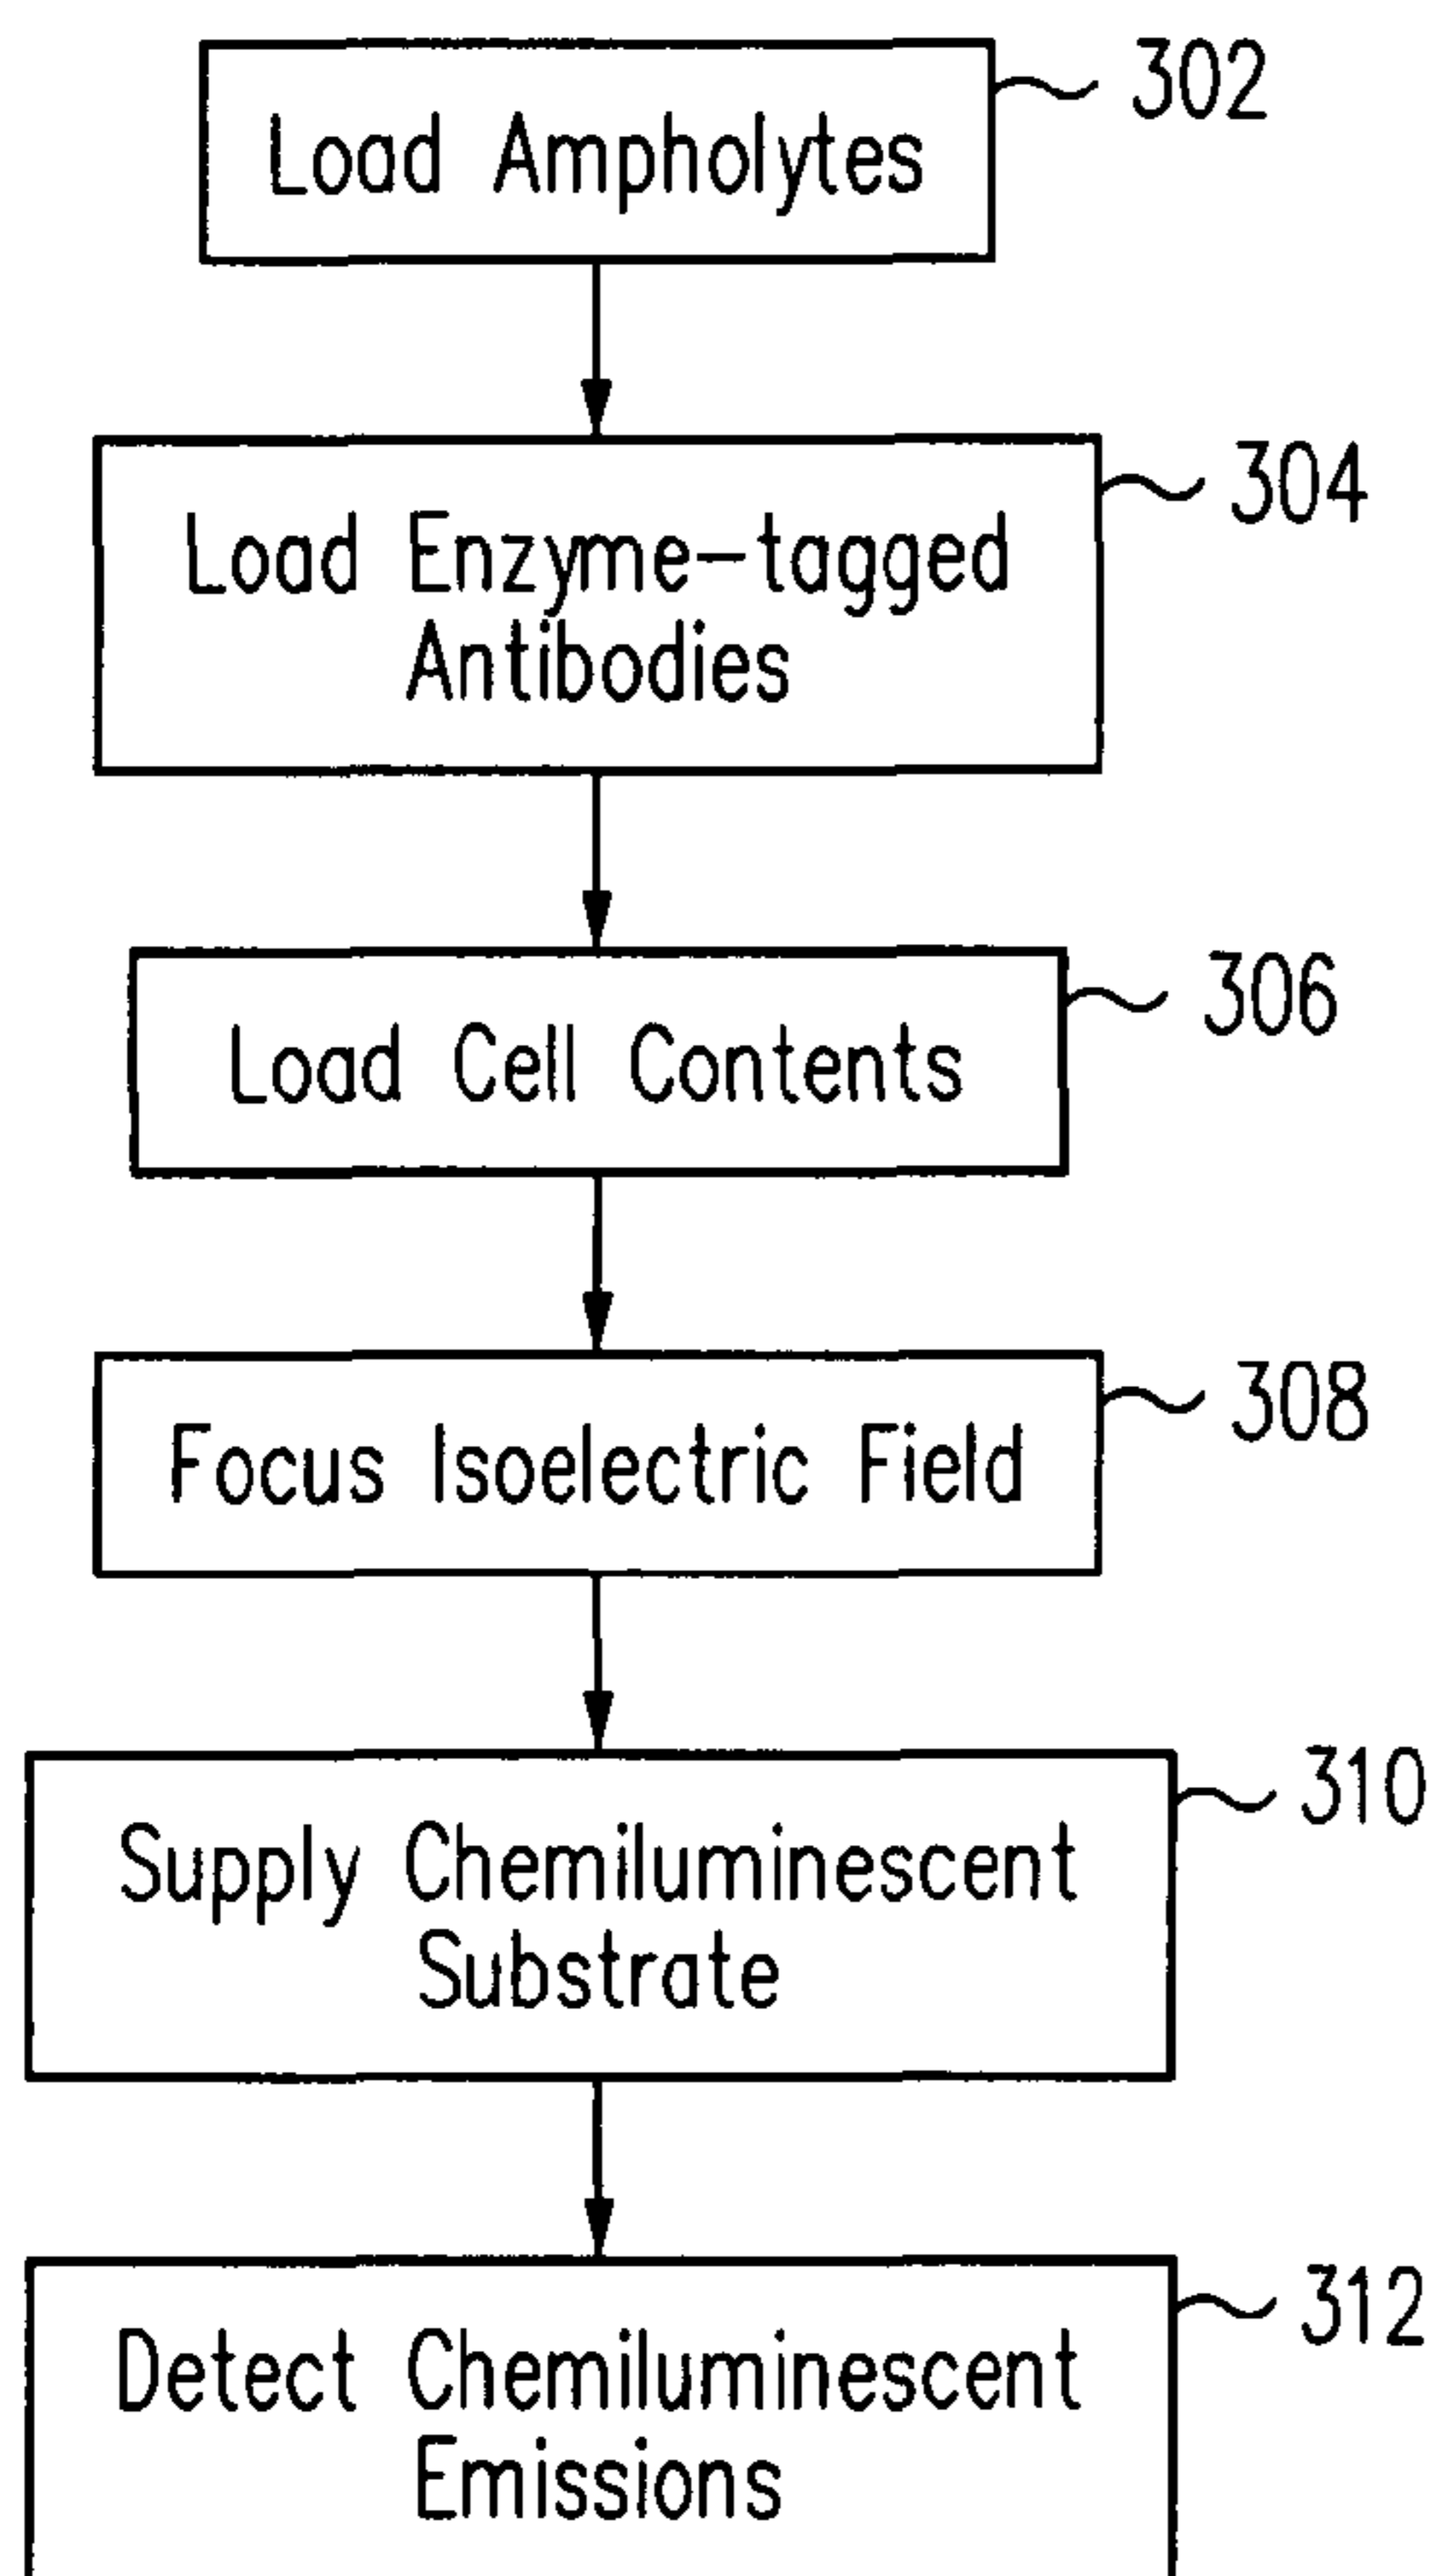 Load Ampholytes
302
Load Enzyme-tagged
Antibodies
304
Load Cell Contents
306
Focus Isoelectric Field
308
Supply Chemiluminescent
Substrate
310
Detect Chemiluminescent
Emissions
312